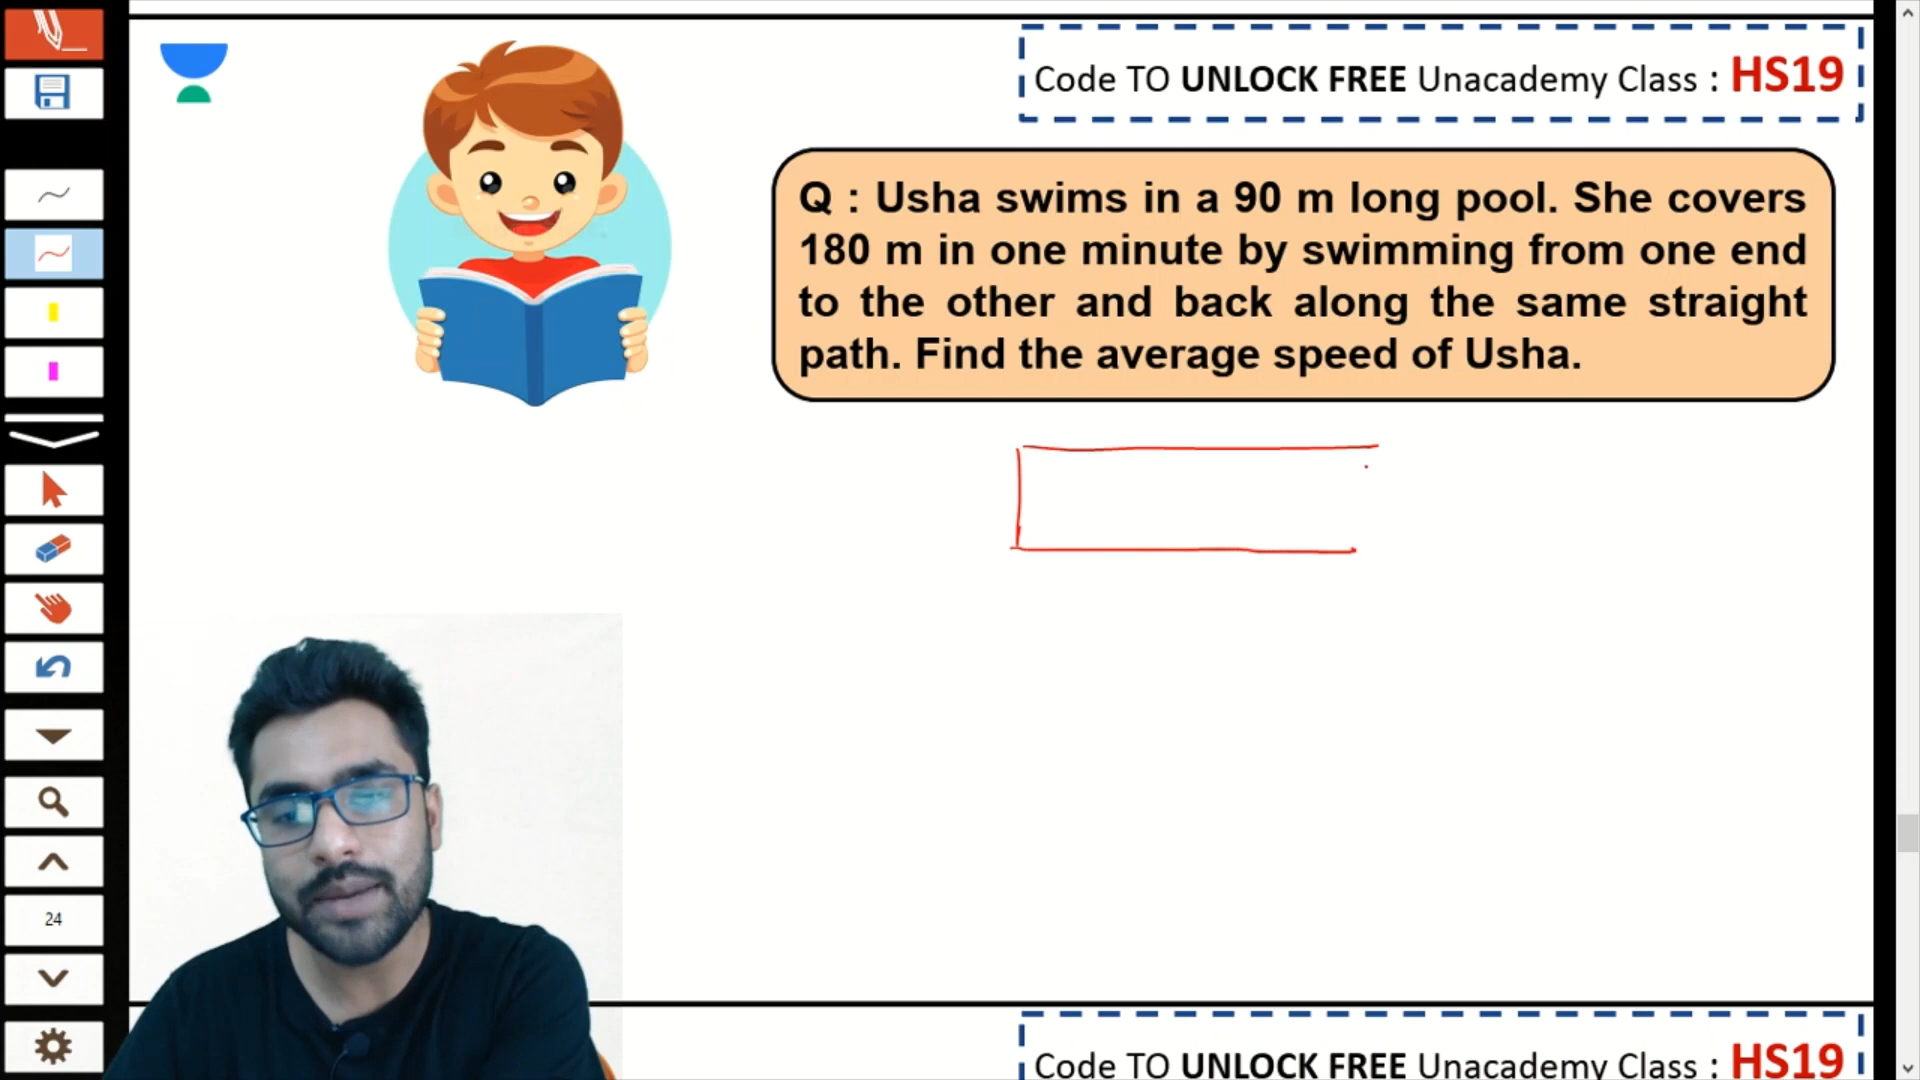 Code TO UNLOCK FREE Unacademy Class : HS19
Q : Usha swims in a 90 m long pool. She covers
180 m in one minute by swimming from one end
to the other and back along the same straight
path. Find the average speed of Usha.
24
Code TO UNLOCK FREE Unacademy Class : HS19